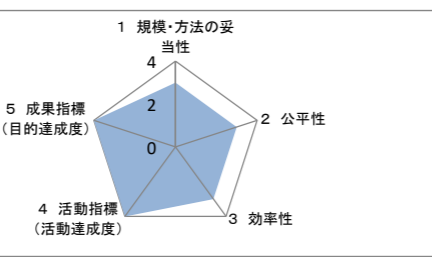 1 規模・方法の妥
当性
4
2
0
2 公平性
3 効率性
4 活動指標
（活動達成度）
5 成果指標
（目的達成度）